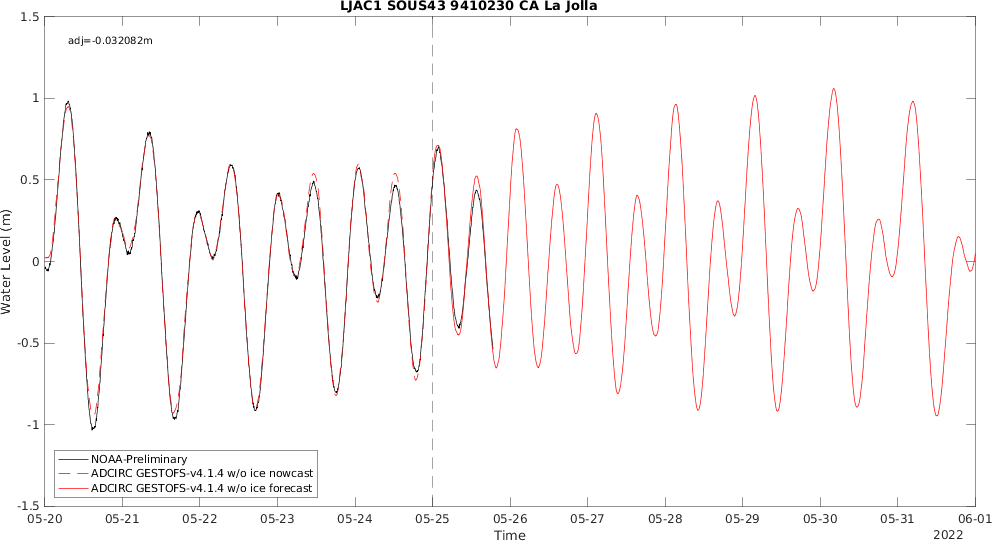 LJAC1 SOUS43 9410230 CA La Jolla
adj=-0.032082m
1.5
1
0.5
0
-0.5
-1
-1.5
Water Level (m)
NOAA-Preliminary
ADCIRC GESTOFS-v4.1.4 w/o ice nowcast
ADCIRC GESTOFS-v4.1.4 w/o ice forecast
05-20 05-21 05-22 05-23 05-24 05-25 05-26 05-27 05-28 05-29 05-30 05-31 06-01
Time
2022